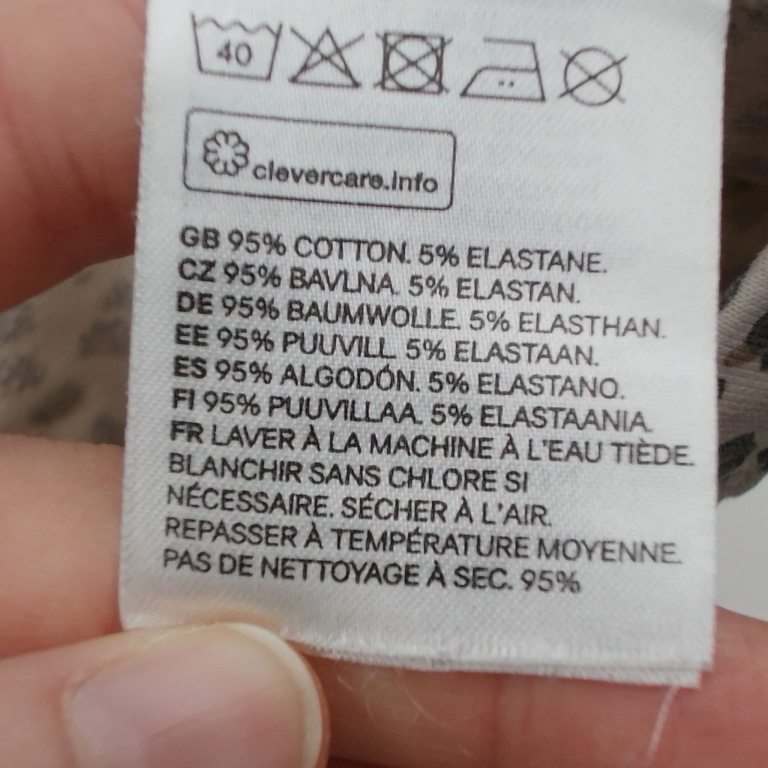 40
clevercare.info
GB 95% COTTON. 5% ELASTANE.
CZ 95% BAVLNA. 5% ELASTAN.
DE 95% BAUMWOLLE. 5% ELASTHAN.
EE 95% PUUVILL. 5% ELASTAAN.
ES 95% ALGODÓN. 5% ELASTANO.
FI 95% PUUVILLAA. 5% ELASTAANIA.
FR LAVER À LA MACHINE À L'EAU TIÈDE.
BLANCHIR SANS CHLORE SI
NÉCESSAIRE. SÉCHER À L'AIR.
REPASSER À TEMPÉRATURE MOYENNE.
PAS DE NETTOYAGE À SEC. 95%